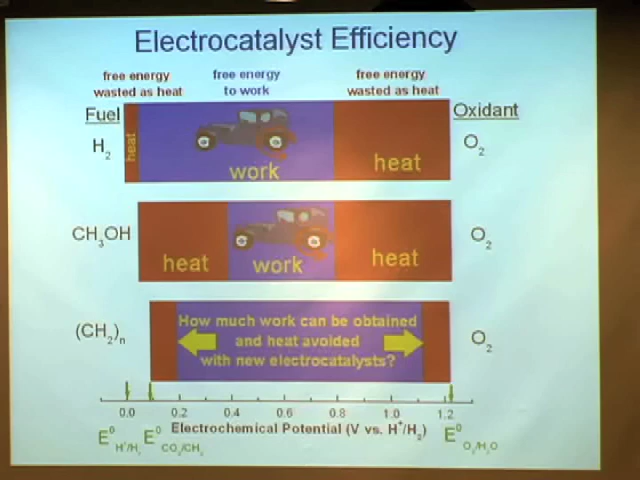 Electrocatalyst Efficiency
free energy
wasted as heat
free energy
to work
free energy
wasted as heat
Fuel
Oxidant
H2
heat
work
heat
O2
CH3OH
heat
work
heat
O2
(CH2)n
How much work can be obtained
and heat avoided
with new electrocatalysts?
O2
0.0 0.2 0.4 0.6 0.8 1.0 1.2
Electrochemical Potential (V vs. H+/H2)
E0 H+/H2
E0 CO2/CH2
E0 O2/H2O